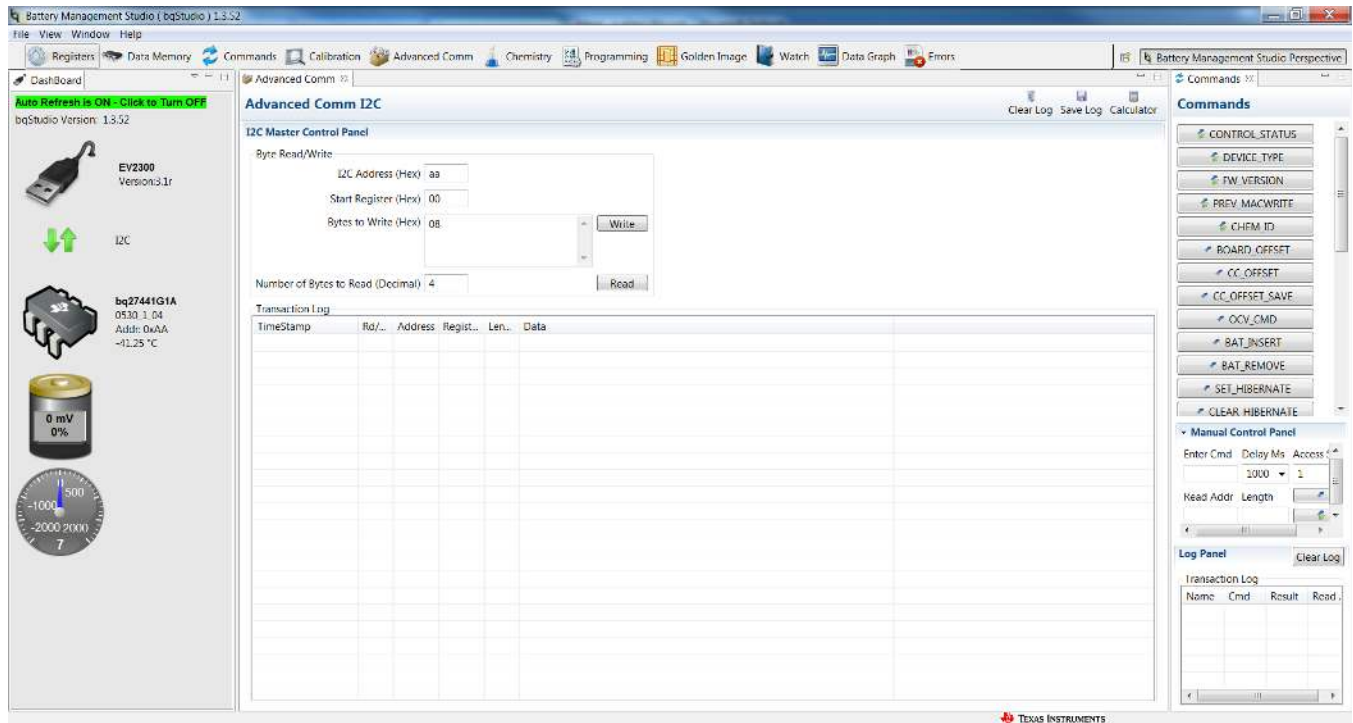 Battery Management Studio ( bqStudio ) 1.3.52
File View Window Help
Registers Data Memory Commands Calibration Advanced Comm Chemistry Programming Golden Image Watch Data Graph Errors Battery Management Studio Perspective
DashBoard
Auto Refresh is ON - Click to Turn OFF
bqStudio Version: 1.3.52
EV2300
Version:3.1r
I2C
bq27441G1A
0530_1_04
Addr: 0xAA
-41.25 °C
0 mV
0%
500
-1000
-2000 2000
7
Advanced Comm
Advanced Comm I2C
Clear Log Save Log Calculator
I2C Master Control Panel
Byte Read/Write
I2C Address (Hex) aa
Start Register (Hex) 00
Bytes to Write (Hex) 08 Write
Number of Bytes to Read (Decimal) 4 Read
Transaction Log
TimeStamp Rd/... Address Regist... Len... Data
Commands
Commands
CONTROL_STATUS
DEVICE_TYPE
FW_VERSION
PREV_MACWRITE
CHEM_ID
BOARD_OFFSET
CC_OFFSET
CC_OFFSET_SAVE
OCV_CMD
BAT_INSERT
BAT_REMOVE
SET_HIBERNATE
CLEAR_HIBERNATE
Manual Control Panel
Enter Cmd Delay Ms Access
1000 1
Read Addr Length
Log Panel Clear Log
Transaction Log
Name Cmd Result Read
TEXAS INSTRUMENTS